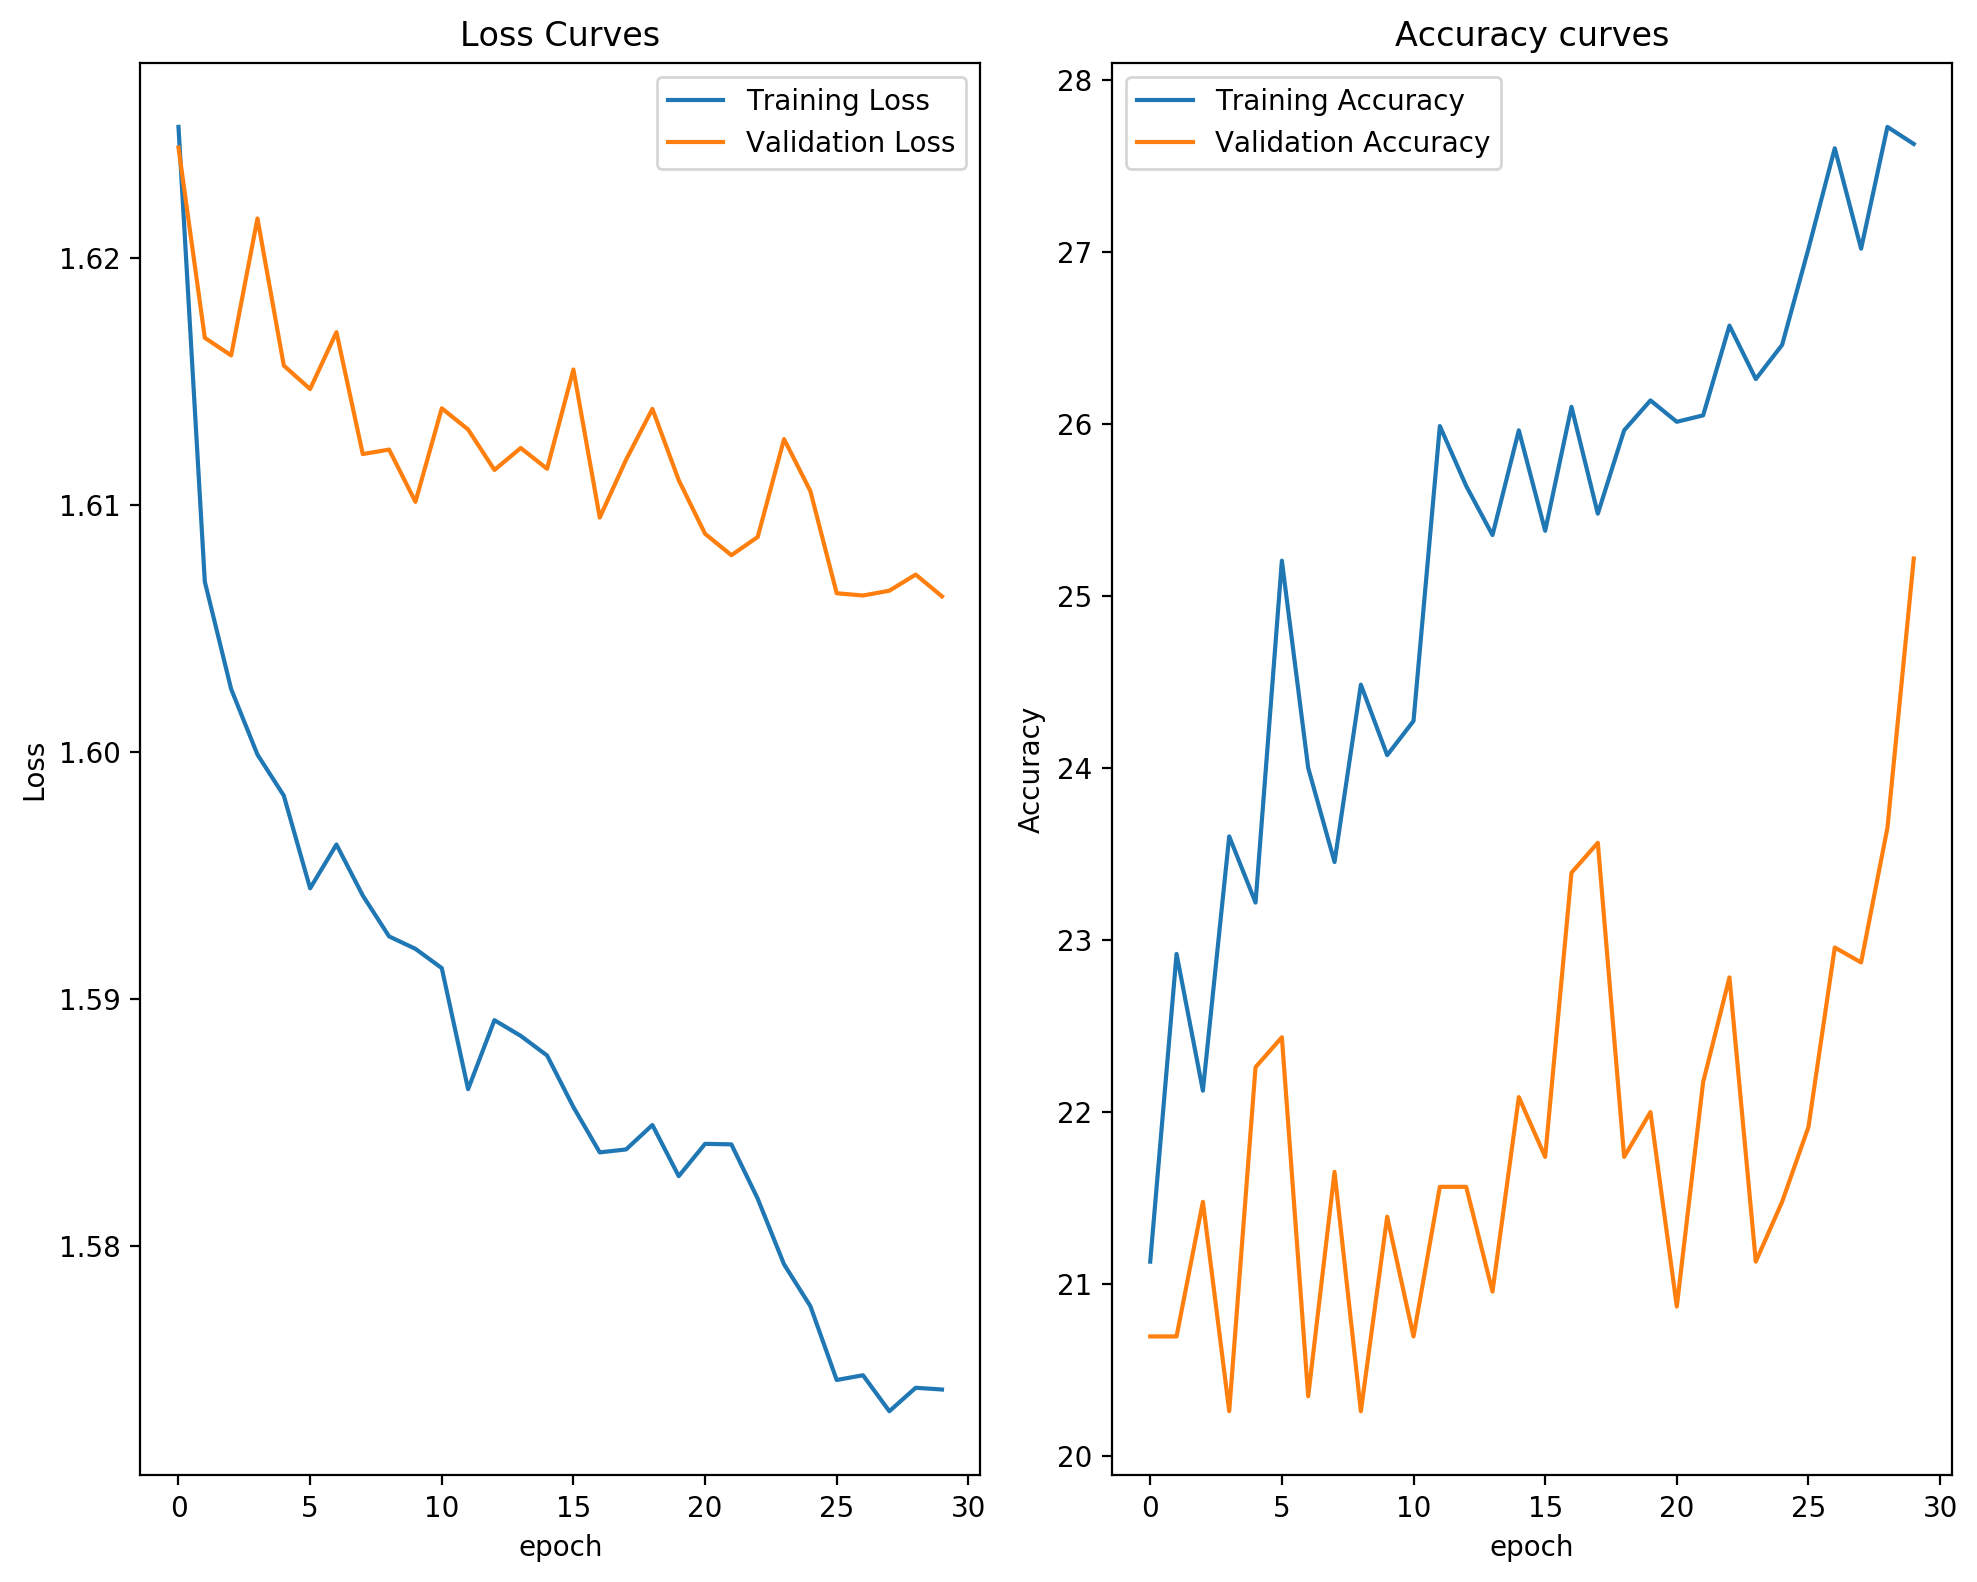 Loss Curves
Training Loss
Validation Loss
1.62
1.61
1.60
1.59
1.58
Loss
0 5 10 15 20 25 30
epoch
Accuracy curves
Training Accuracy
Validation Accuracy
28
27
26
25
24
23
22
21
20
Accuracy
0 5 10 15 20 25 30
epoch